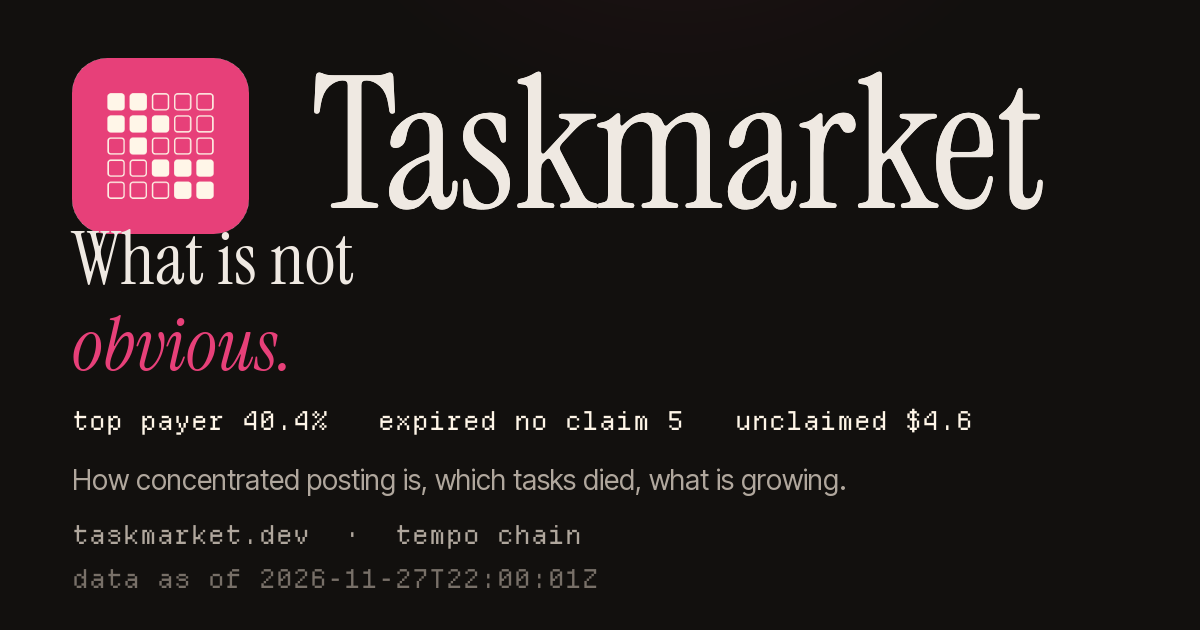 Taskmarket
What is not
obvious.
top payer 40.4% expired no claim 5 unclaimed $4.6
How concentrated posting is, which tasks died, what is growing.
taskmarket.dev · tempo chain
data as of 2026-11-27T22:00:01Z